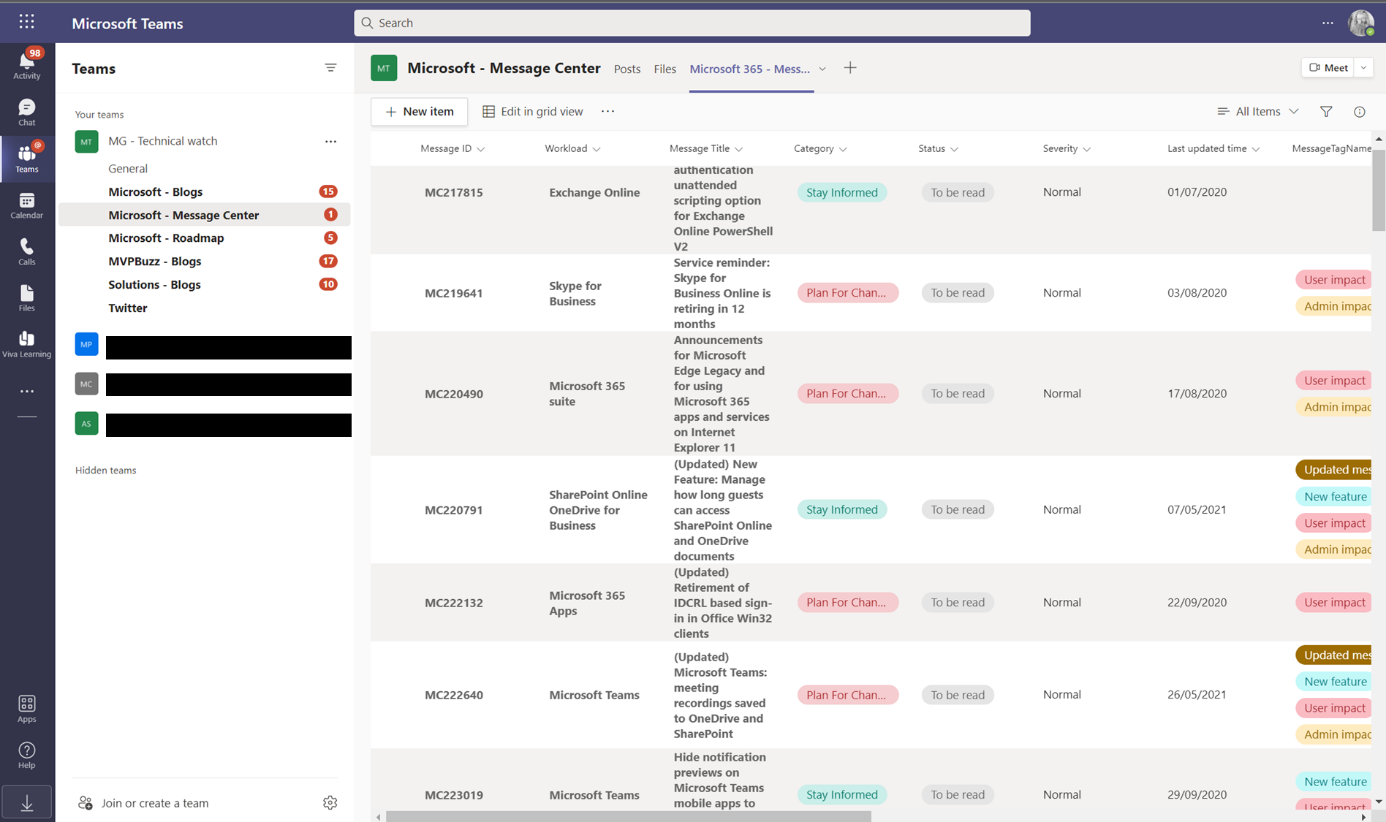 Microsoft Teams
Search
98
Activity
Chat
@
Teams
Calendar
Calls
Files
Viva Learning
Apps
Help
Teams
Your teams
MT MG - Technical watch
General
Microsoft - Blogs 15
Microsoft - Message Center 1
Microsoft - Roadmap 5
MVPBuzz - Blogs 17
Solutions - Blogs 10
Twitter
MP
MC
AS
Hidden teams
Join or create a team
MT Microsoft - Message Center Posts Files Microsoft 365 - Mess... Meet
New item Edit in grid view All Items
Message ID Workload Message Title Category Status Severity Last updated time MessageTagName
authentication
unattended
MC217815 Exchange Online scripting option Stay Informed To be read Normal 01/07/2020
for Exchange
Online PowerShell
V2
Service reminder:
Skype for Skype for User impact
MC219641 Business Business Online is Plan For Chan... To be read Normal 03/08/2020
retiring in 12 Admin impac
months
Announcements
for Microsoft
Edge Legacy and
Microsoft 365 for using User impact
MC220490 suite Microsoft 365 Plan For Chan... To be read Normal 17/08/2020
apps and services Admin impac
on Internet
Explorer 11
(Updated) New Updated mes
Feature: Manage
SharePoint Online how long guests New feature
MC220791 OneDrive for can access Stay Informed To be read Normal 07/05/2021
Business SharePoint Online User impact
and OneDrive
documents Admin impac
(Updated)
Retirement of
MC222132 Microsoft 365 Apps IDCRL based sign- Plan For Chan... To be read Normal 22/09/2020 User impact
in in Office Win32
clients
(Updated) Updated mes
Microsoft Teams: New feature
MC222640 Microsoft Teams meeting Plan For Chan... To be read Normal 26/05/2021
recordings saved User impact
to OneDrive and
SharePoint Admin impac
Hide notification
previews on New feature
MC223019 Microsoft Teams Microsoft Teams Stay Informed To be read Normal 29/09/2020
mobile apps to User impact